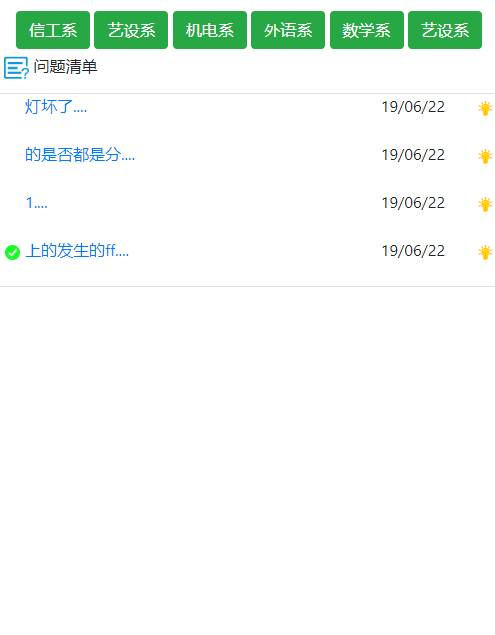 信工系 艺设系 机电系 外语系 数学系 艺设系
问题清单
灯坏了.... 19/06/22
的是否都是分.... 19/06/22
1.... 19/06/22
上的发生的ff.... 19/06/22